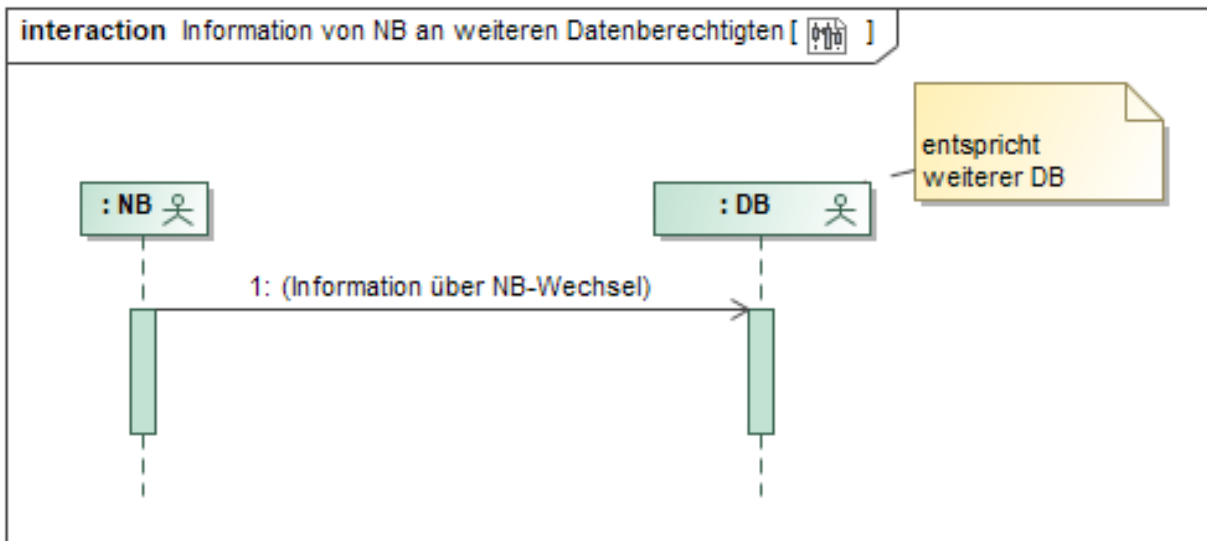 interaction Information von NB an weiteren Datenberechtigten [ ]
entspricht
weiterer DB
: NB
: DB
1: (Information über NB-Wechsel)